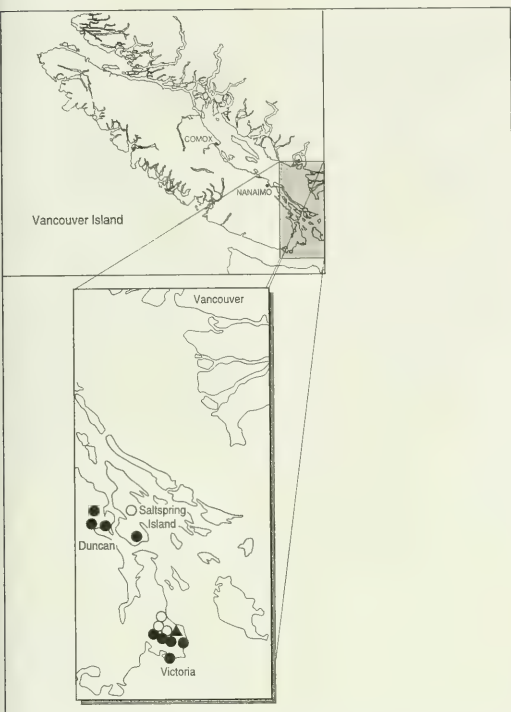 COMOX
NANAIMO
Vancouver Island
Vancouver
Saltspring
Island
Duncan
Victoria